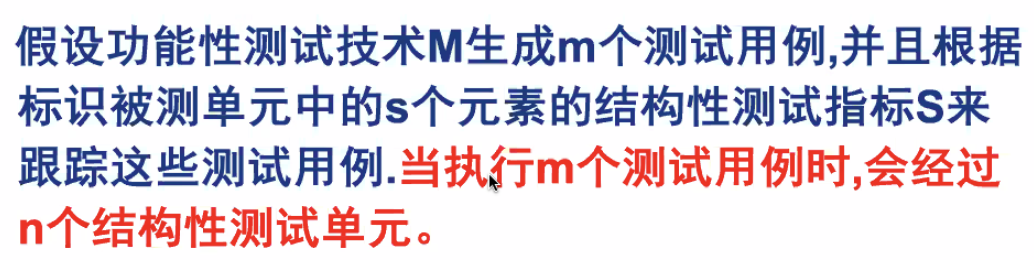 假设功能性测试技术M生成m个测试用例,并且根据
标识被测单元中的s个元素的结构性测试指标S来
跟踪这些测试用例.当执行m个测试用例时,会经过
n个结构性测试单元。